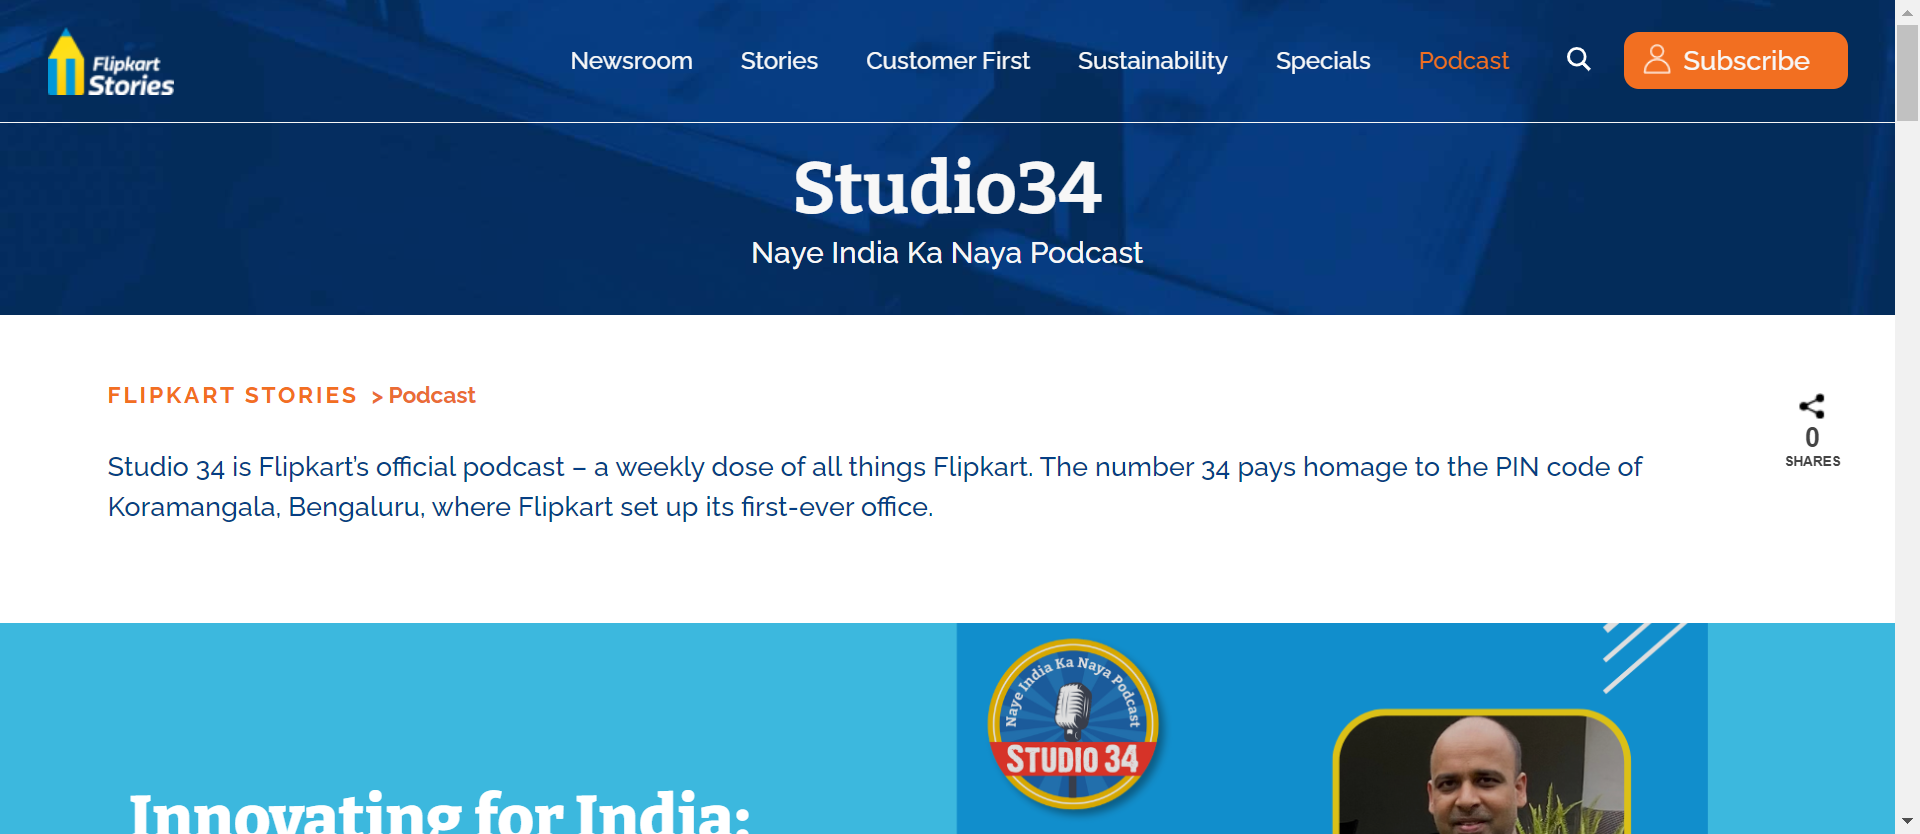 Flipkart
Stories
Newsroom
Stories
Customer First
Sustainability
Specials
Podcast
Subscribe
Studio34
Naye India Ka Naya Podcast
FLIPKART STORIES > Podcast
0
SHARES
Studio 34 is Flipkart’s official podcast – a weekly dose of all things Flipkart. The number 34 pays homage to the PIN code of
Koramangala, Bengaluru, where Flipkart set up its first-ever office.
Naye India Ka Naya Podcast
STUDIO 34
Innovating for India: